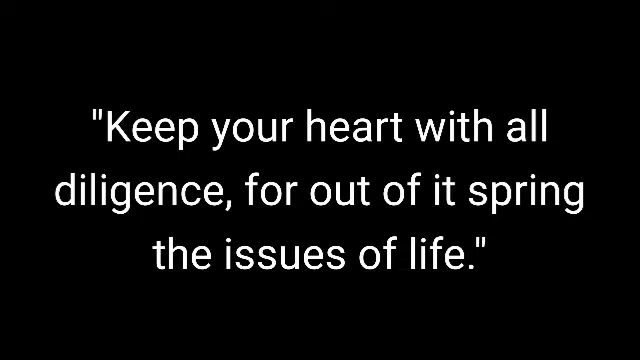 "Keep your heart with all
diligence, for out of it spring
the issues of life."